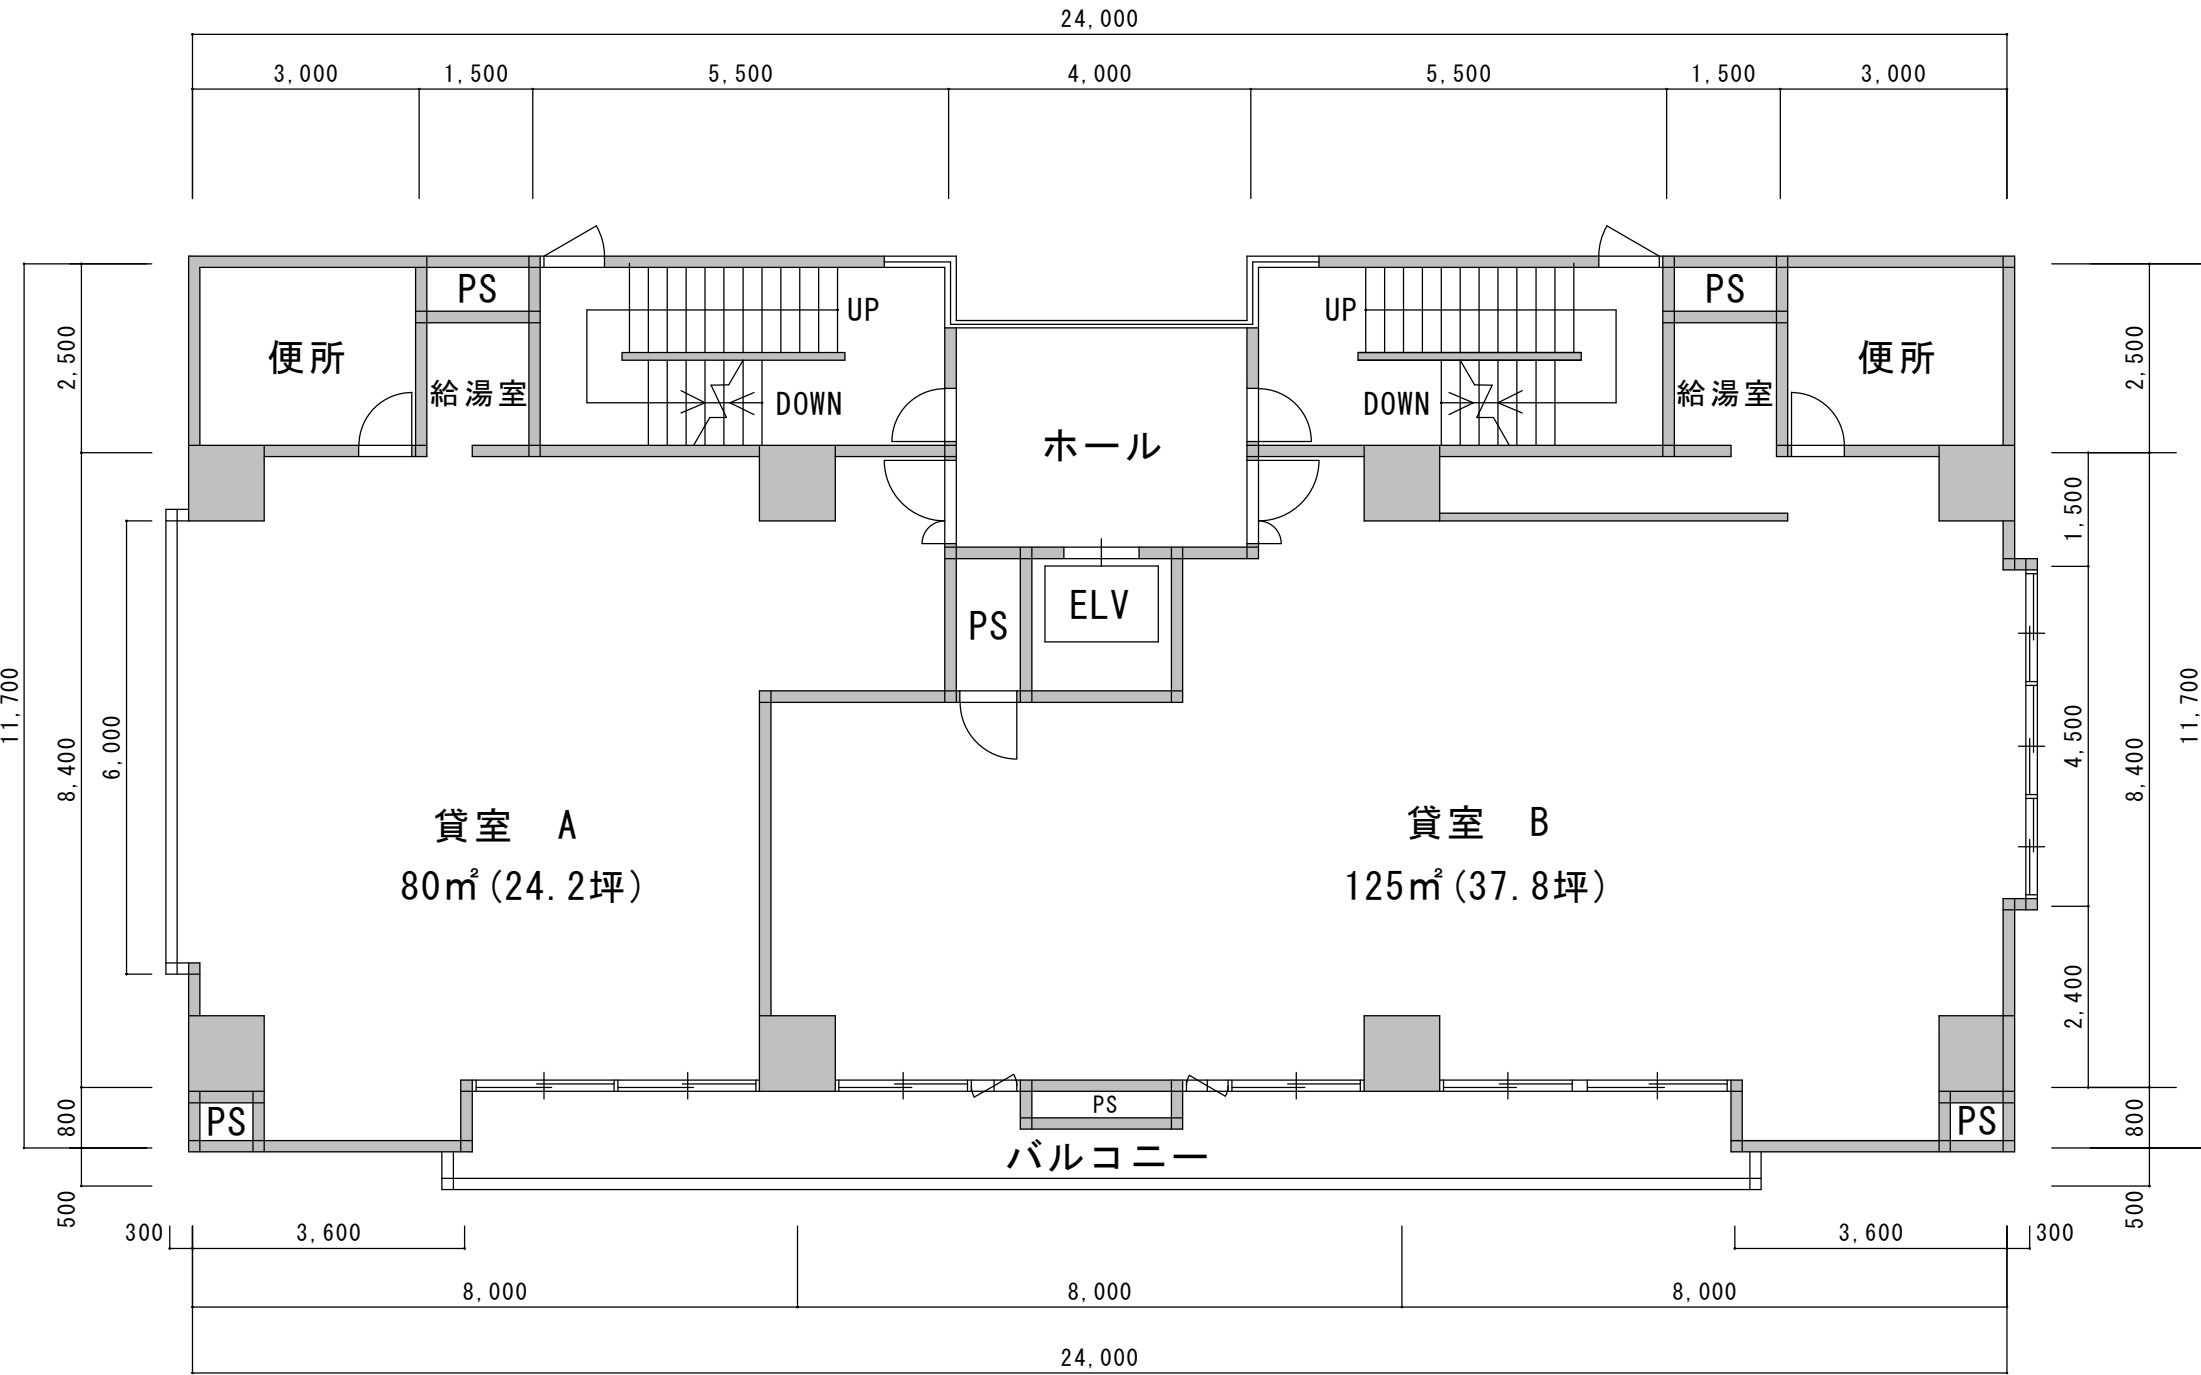 24,000
3,000 1,500 5,500 4,000 5,500 1,500 3,000
PS UP UP PS
便所 給湯室 DOWN DOWN 給湯室 便所
2,500 2,500
ホール
1,500
PS ELV
11,700 8,400 6,000
4,500 8,400 11,700
貸室 A
80㎡(24.2坪)
貸室 B
125㎡(37.8坪)
2,400
PS PS PS
800 800
バルコニー
500 500
300 3,600 3,600 300
8,000 8,000 8,000
24,000